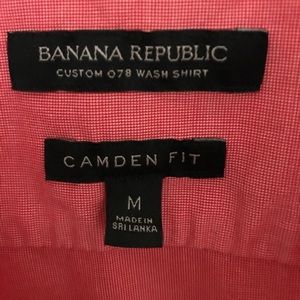 BANANA REPUBLIC
CUSTOM 078 WASH SHIRT
CAMDEN FIT
M
MADE IN
SRI LANKA